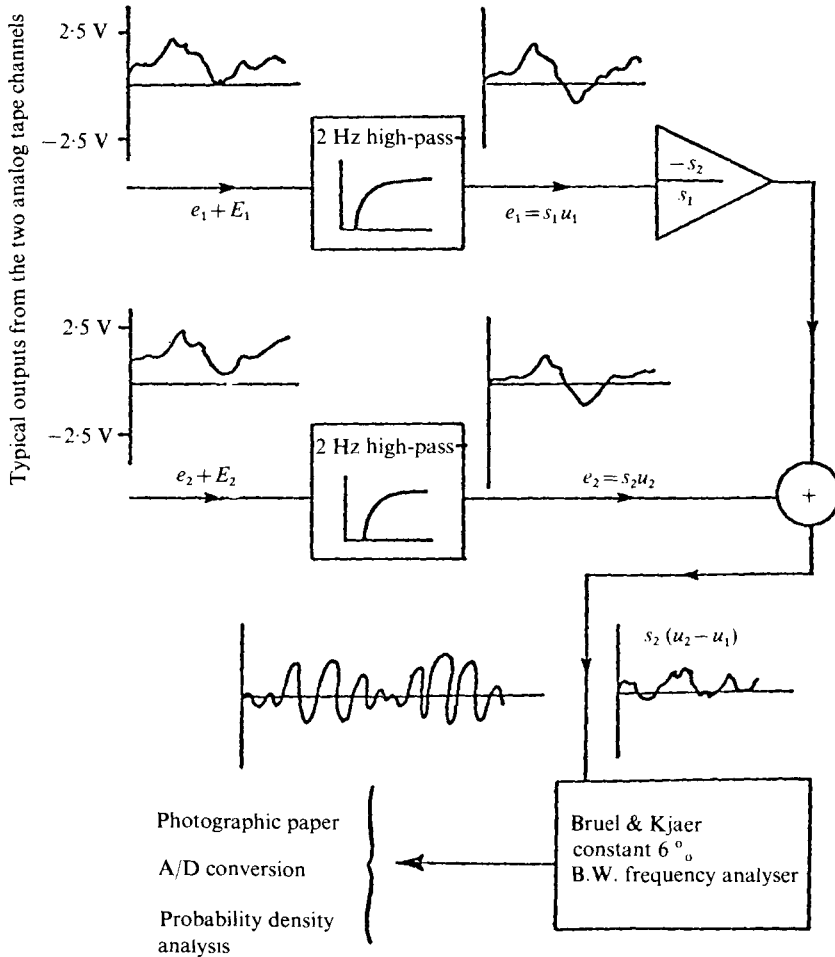 Typical outputs from the two analog tape channels
2·5 V
−2·5 V
2 Hz high-pass
e₁ + E₁
e₁ = s₁u₁
−s₂
s₁
2·5 V
−2·5 V
2 Hz high-pass
e₂ + E₂
e₂ = s₂u₂
+
s₂ (u₂ − u₁)
Photographic paper
A/D conversion
Probability density
analysis
Bruel & Kjaer
constant 6 %
B.W. frequency analyser